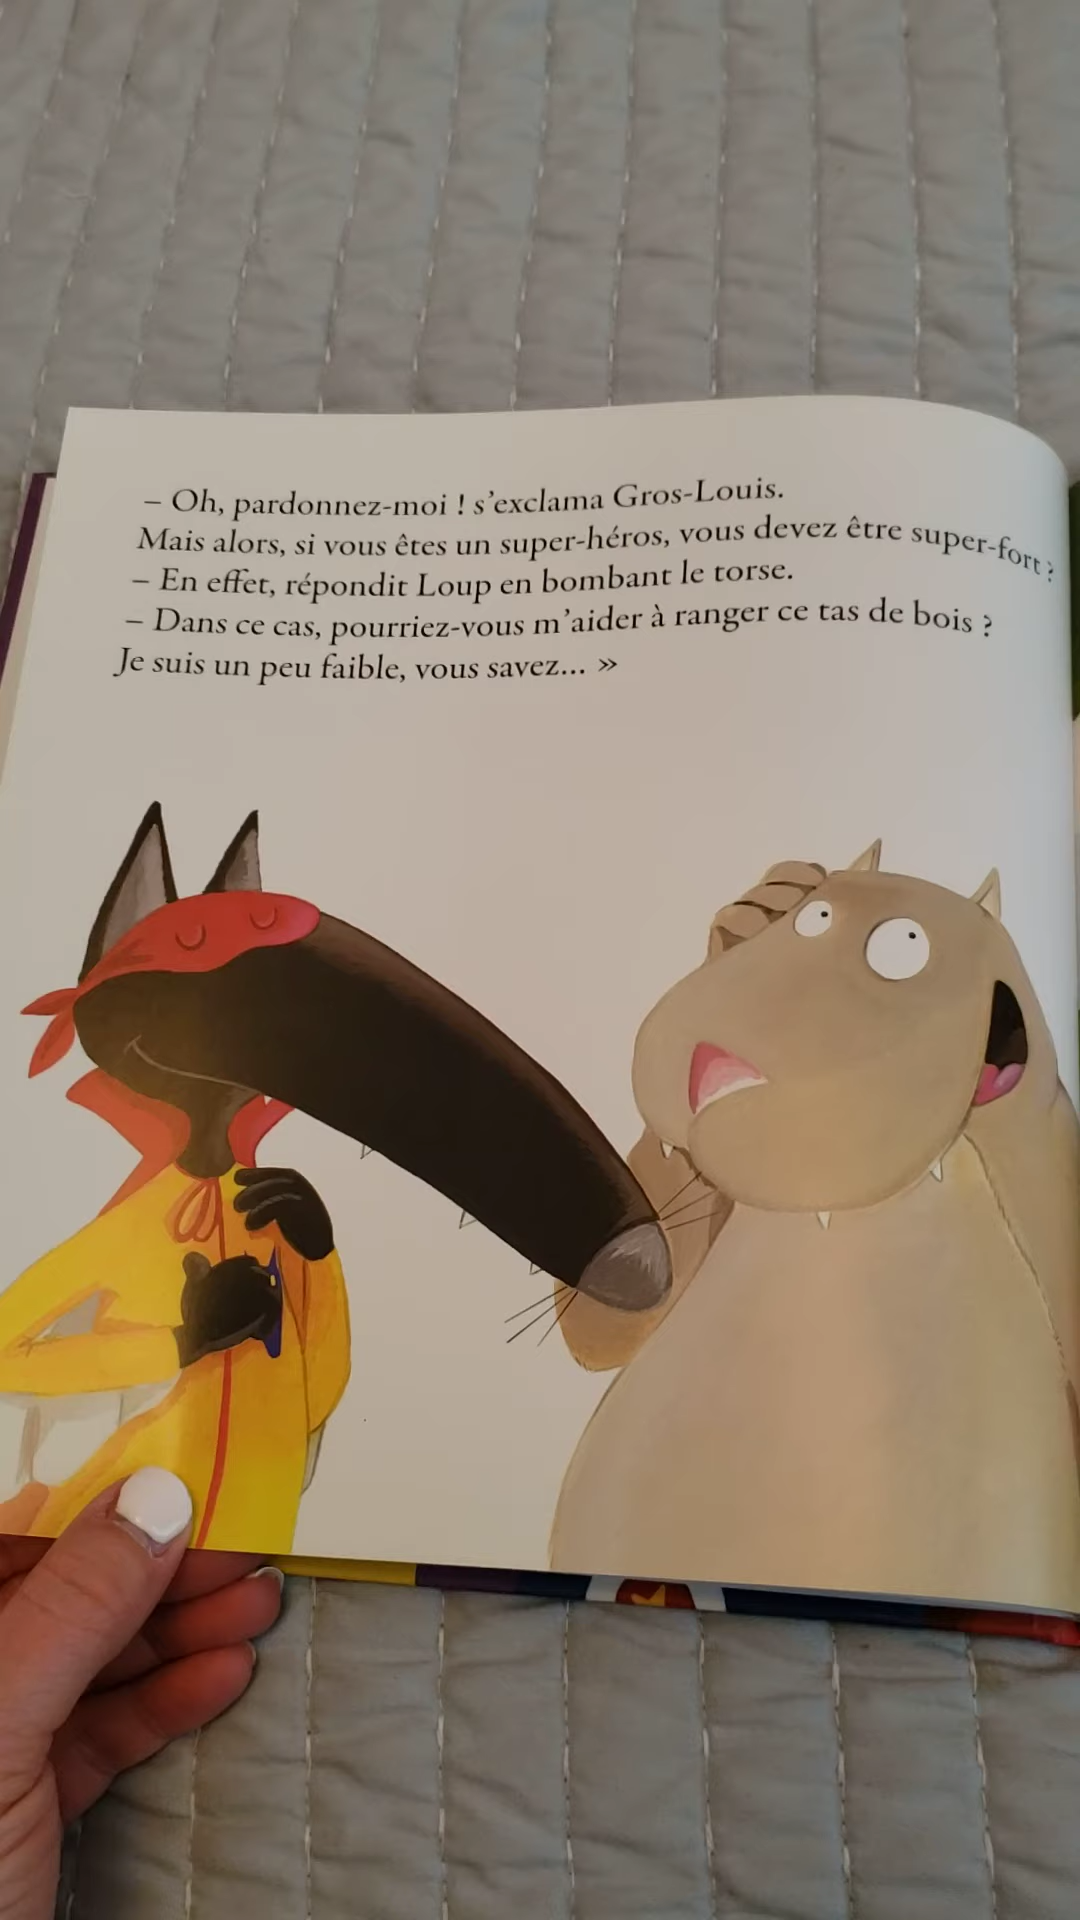 – Oh, pardonnez-moi ! s’exclama Gros-Louis.
Mais alors, si vous êtes un super-héros, vous devez être super-fort ?
– En effet, répondit Loup en bombant le torse.
– Dans ce cas, pourriez-vous m’aider à ranger ce tas de bois ?
Je suis un peu faible, vous savez... »